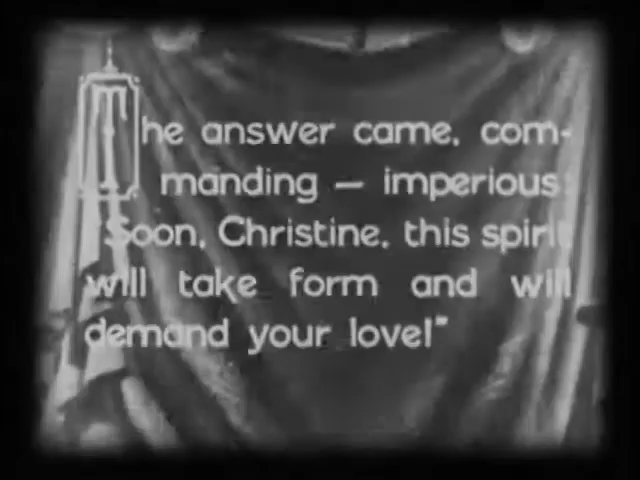 The answer came, com-
manding — imperious:
"Soon, Christine, this spirit
will take form and will
demand your love!"